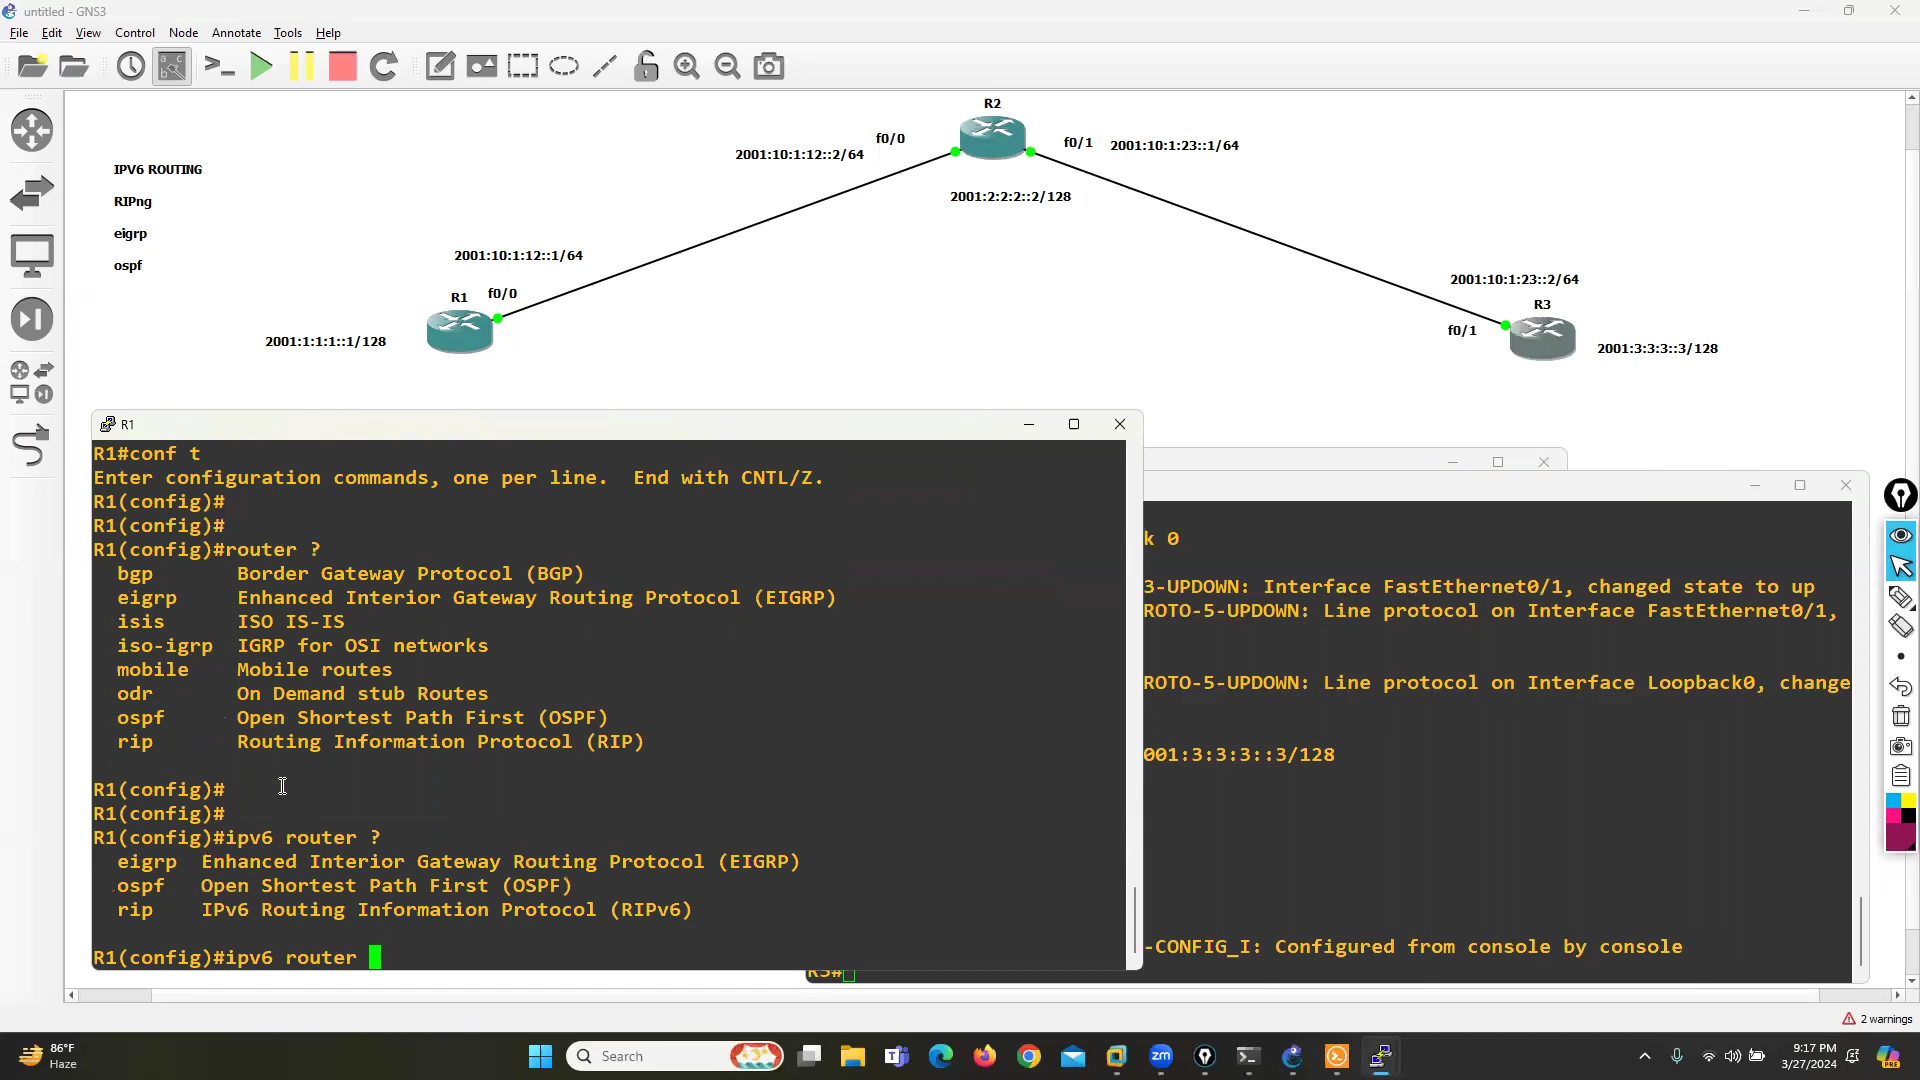 untitled - GNS3
File Edit View Control Node Annotate Tools Help
R2
f0/0
f0/1
2001:10:1:23::1/64
2001:10:1:12::2/64
IPV6 ROUTING
2001:2:2:2::2/128
RIPng
eigrp
2001:10:1:12::1/64
ospf
2001:10:1:23::2/64
R1
f0/0
R3
f0/1
2001:1:1:1::1/128
2001:3:3:3::3/128
R1
R1#conf t
Enter configuration commands, one per line.  End with CNTL/Z.
R1(config)#
R1(config)#
R1(config)#router ?
bgp Border Gateway Protocol (BGP)
eigrp Enhanced Interior Gateway Routing Protocol (EIGRP)
isis ISO IS-IS
iso-igrp IGRP for OSI networks
mobile Mobile routes
odr On Demand stub Routes
ospf Open Shortest Path First (OSPF)
rip Routing Information Protocol (RIP)
R1(config)#
R1(config)#
R1(config)#ipv6 router ?
eigrp Enhanced Interior Gateway Routing Protocol (EIGRP)
ospf Open Shortest Path First (OSPF)
rip IPv6 Routing Information Protocol (RIPv6)
R1(config)#ipv6 router
k 0
3-UPDOWN: Interface FastEthernet0/1, changed state to up
ROTO-5-UPDOWN: Line protocol on Interface FastEthernet0/1,
ROTO-5-UPDOWN: Line protocol on Interface Loopback0, change
001:3:3:3::3/128
-CONFIG_I: Configured from console by console
R3#
2 warnings
86°F
Haze
Search
9:17 PM
3/27/2024